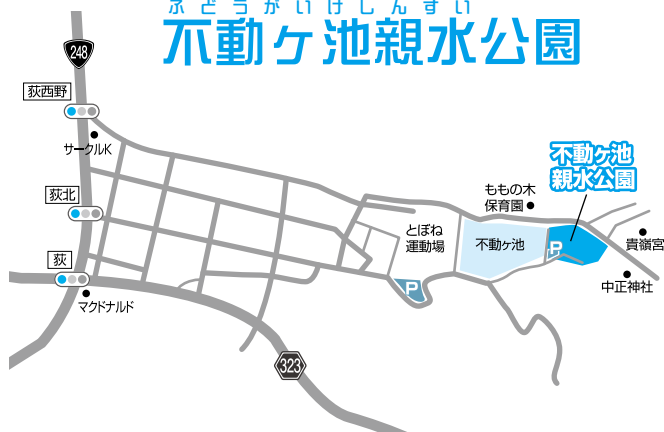 ふどうがいけしんすい
不動ヶ池親水公園
248
荻西野
サークルK
荻北
荻
マクドナルド
323
とぼね
運動場
P
ももの木
保育園
不動ヶ池
P
不動ヶ池
親水公園
貴嶺宮
中正神社